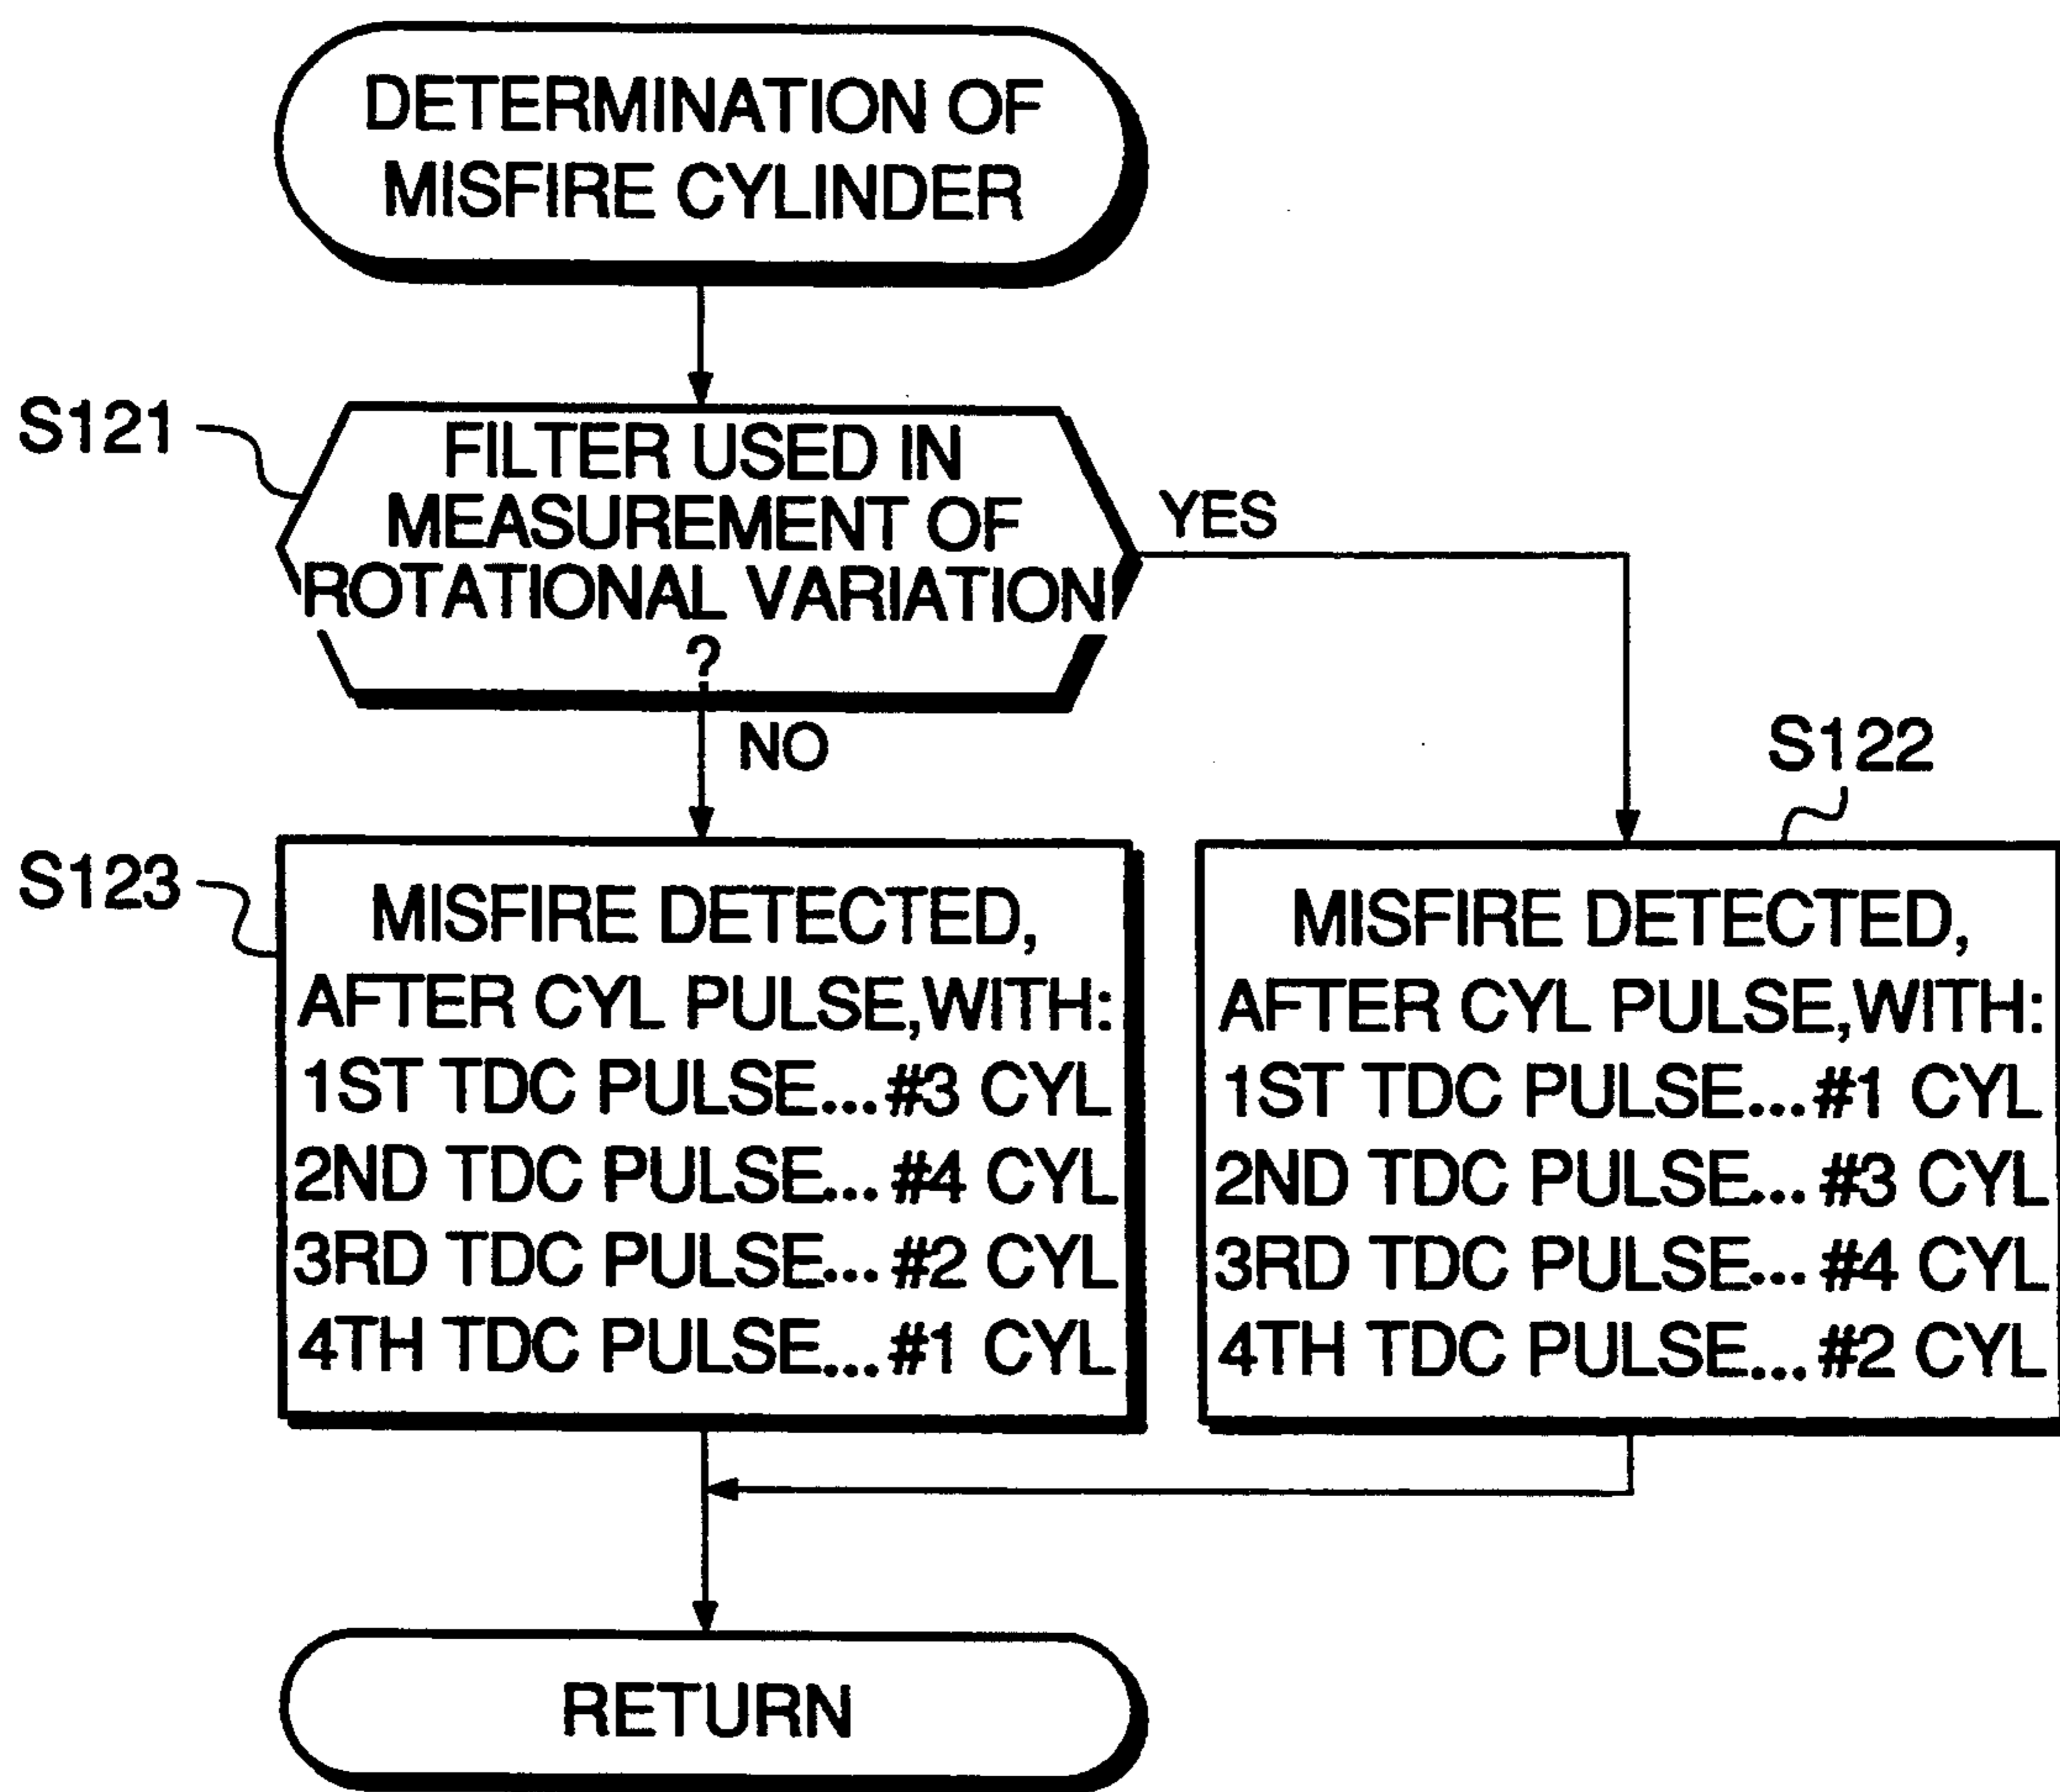 DETERMINATION OF
MISFIRE CYLINDER
S121
FILTER USED IN
MEASUREMENT OF
ROTATIONAL VARIATION
?
YES
NO
S122
S123
MISFIRE DETECTED,
AFTER CYL PULSE,WITH:
1ST TDC PULSE...#3 CYL
2ND TDC PULSE...#4 CYL
3RD TDC PULSE...#2 CYL
4TH TDC PULSE...#1 CYL
MISFIRE DETECTED,
AFTER CYL PULSE,WITH:
1ST TDC PULSE...#1 CYL
2ND TDC PULSE...#3 CYL
3RD TDC PULSE...#4 CYL
4TH TDC PULSE...#2 CYL
RETURN